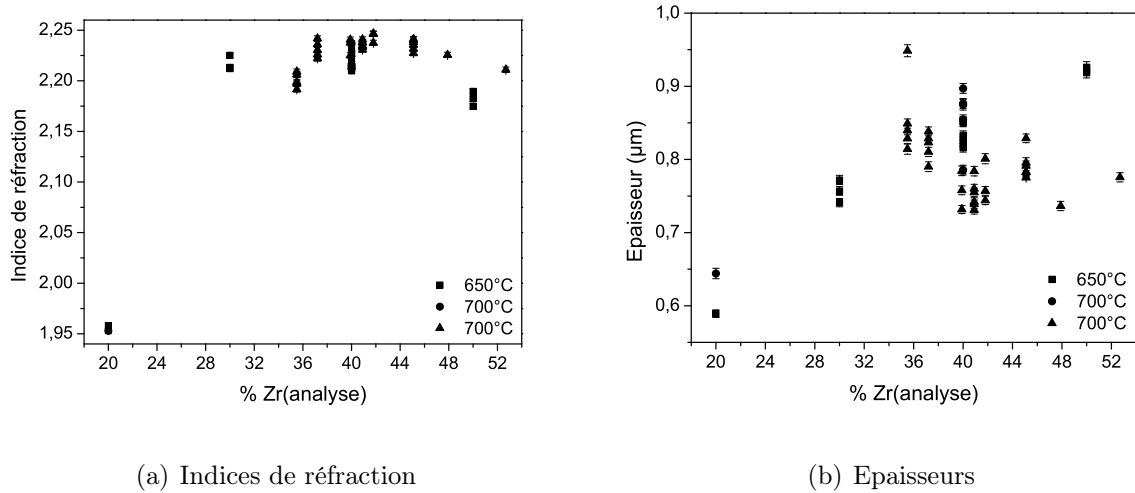 2,25
2,20
2,15
2,10
2,05
2,00
1,95
Indice de réfraction
20 24 28 32 36 40 44 48 52
% Zr(analyse)
650°C
700°C
700°C
1,0
0,9
0,8
0,7
0,6
Epaisseur (µm)
20 24 28 32 36 40 44 48 52
% Zr(analyse)
650°C
700°C
700°C
(a) Indices de réfraction
(b) Epaisseurs